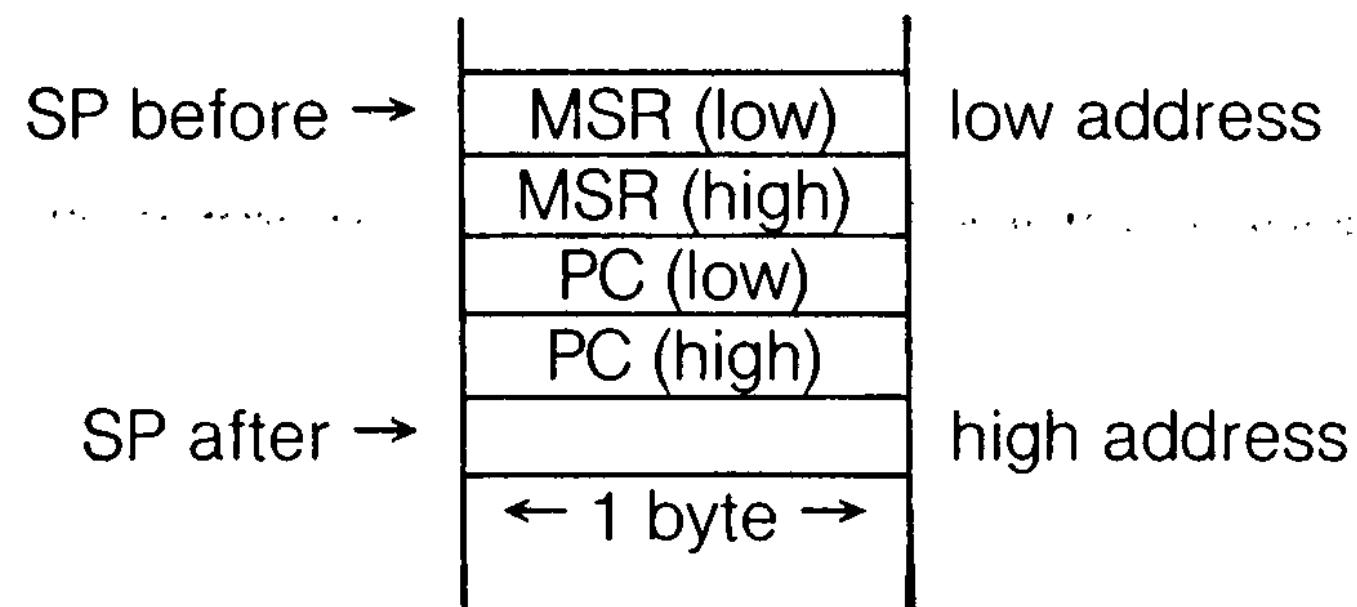 SP before → MSR (low) low address
MSR (high)
PC (low)
PC (high)
SP after → high address
← 1 byte →